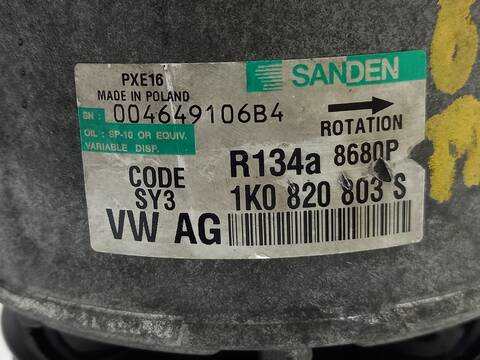 PXE16
MADE IN POLAND
SANDEN
SN: 004649106B4
OIL: SP-10 OR EQUIV.
VARIABLE DISP.
ROTATION
CODE
SY3
R134a 8680P
1K0 820 803 S
VW AG